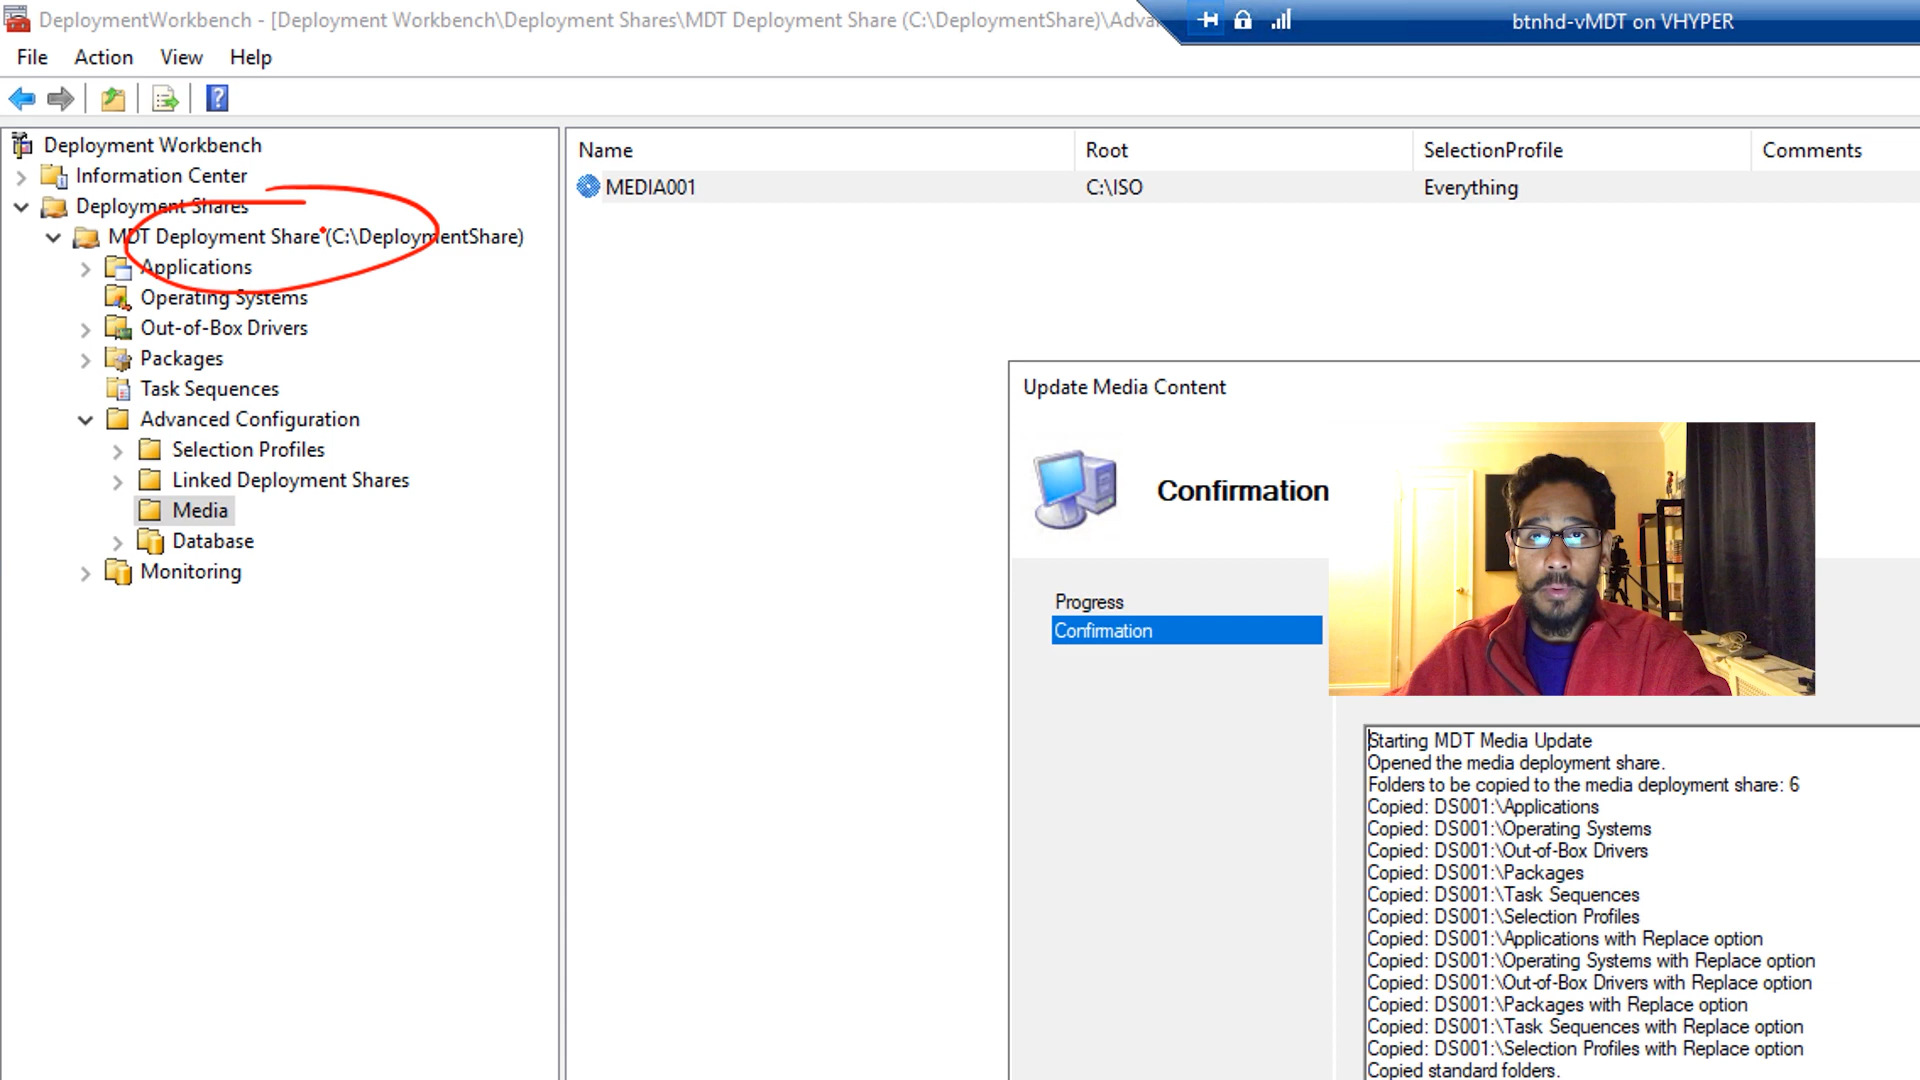 DeploymentWorkbench - [Deployment Workbench\Deployment Shares\MDT Deployment Share (C:\DeploymentShare)\Adva
btnhd-vMDT on VHYPER
File Action View Help
Deployment Workbench
Information Center
Deployment Shares
MDT Deployment Share (C:\DeploymentShare)
Applications
Operating Systems
Out-of-Box Drivers
Packages
Task Sequences
Advanced Configuration
Selection Profiles
Linked Deployment Shares
Media
Database
Monitoring
Name Root SelectionProfile Comments
MEDIA001 C:\ISO Everything
Update Media Content
Confirmation
Progress
Confirmation
Starting MDT Media Update
Opened the media deployment share.
Folders to be copied to the media deployment share: 6
Copied: DS001:\Applications
Copied: DS001:\Operating Systems
Copied: DS001:\Out-of-Box Drivers
Copied: DS001:\Packages
Copied: DS001:\Task Sequences
Copied: DS001:\Selection Profiles
Copied: DS001:\Applications with Replace option
Copied: DS001:\Operating Systems with Replace option
Copied: DS001:\Out-of-Box Drivers with Replace option
Copied: DS001:\Packages with Replace option
Copied: DS001:\Task Sequences with Replace option
Copied: DS001:\Selection Profiles with Replace option
Copied standard folders.